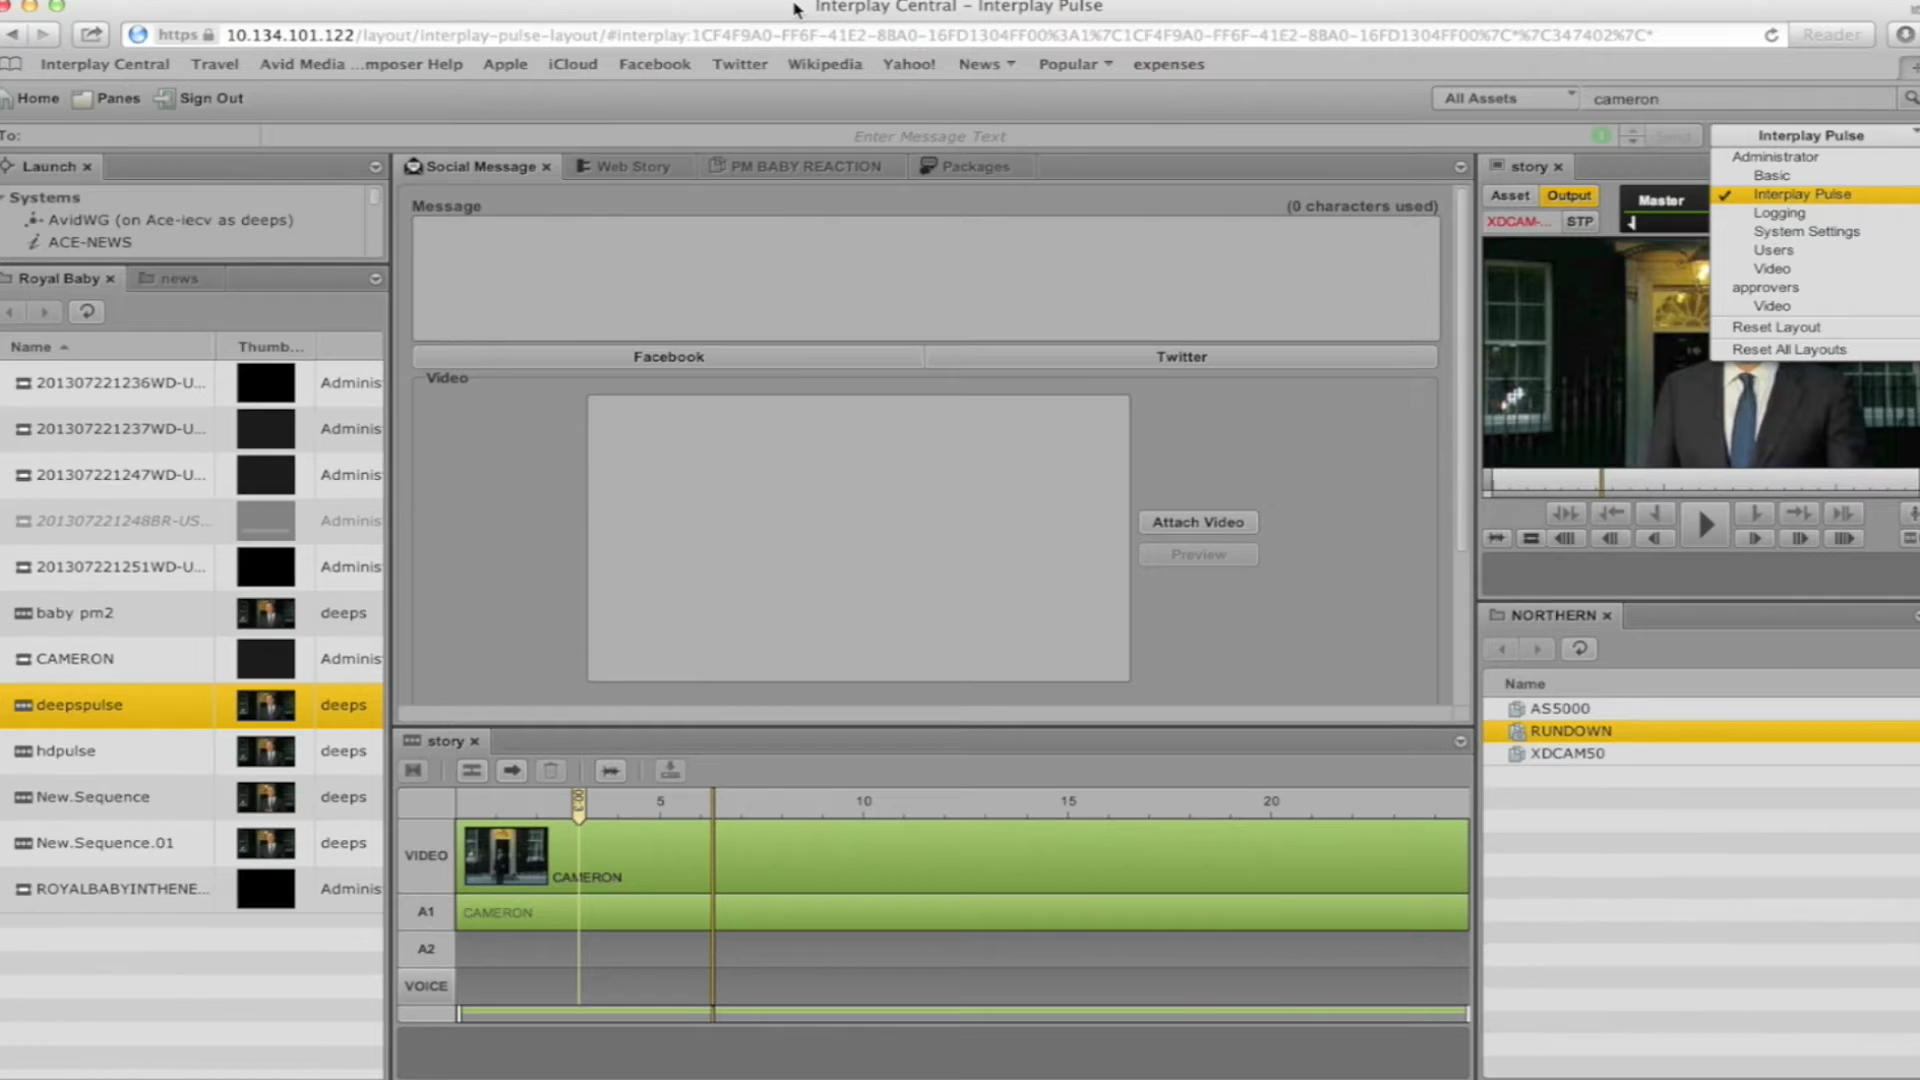 Interplay Central – Interplay Pulse
https 10.134.101.122/layout/interplay-pulse-layout/#interplay:1CF4F9A0-FF6F-41E2-8BA0-16FD1304FF00%3A1%7C1CF4F9A0-FF6F-41E2-8BA0-16FD1304FF00%7C*%7C347402%7C*
Reader
Interplay Central Travel Avid Media ...mposer Help Apple iCloud Facebook Twitter Wikipedia Yahoo! News Popular expenses
Home Panes Sign Out
All Assets cameron
To: Enter Message Text Send
Interplay Pulse
Administrator
Basic
Interplay Pulse
Logging
System Settings
Users
Video
approvers
Video
Reset Layout
Reset All Layouts
Launch
Systems
AvidWG (on Ace-iecv as deeps)
ACE-NEWS
Royal Baby news
Name Thumb...
201307221236WD-U... Adminis
201307221237WD-U... Adminis
201307221247WD-U... Adminis
201307221248BR-US... Adminis
201307221251WD-U... Adminis
baby pm2 deeps
CAMERON Adminis
deepspulse deeps
hdpulse deeps
New.Sequence deeps
New.Sequence.01 deeps
ROYALBABYINTHENE... Adminis
Social Message Web Story PM BABY REACTION Packages
Message (0 characters used)
Facebook Twitter
Video
Attach Video
Preview
story
5 10 15 20
VIDEO CAMERON
A1 CAMERON
A2
VOICE
story
Asset Output Master
XDCAM-... STP
NORTHERN
Name
AS5000
RUNDOWN
XDCAM50